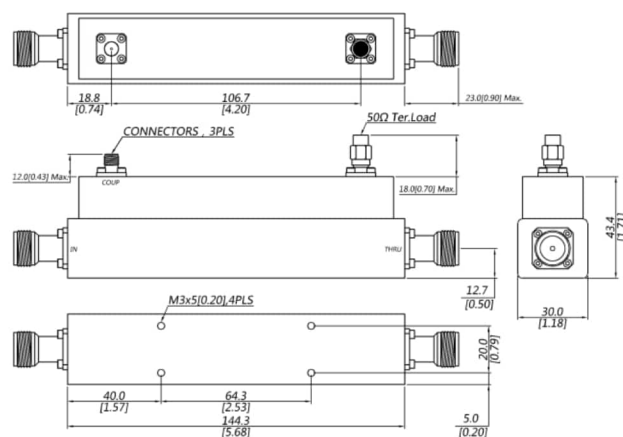 18.8
[0.74]
106.7
[4.20]
23.0[0.90] Max.
CONNECTORS , 3PLS
50Ω Ter.Load
12.0[0.43] Max.
COUP
18.0[0.70] Max.
IN
THRU
12.7
[0.50]
43.4
[1.71]
30.0
[1.18]
M3x5[0.20],4PLS
40.0
[1.57]
64.3
[2.53]
20.0
[0.79]
144.3
[5.68]
5.0
[0.20]